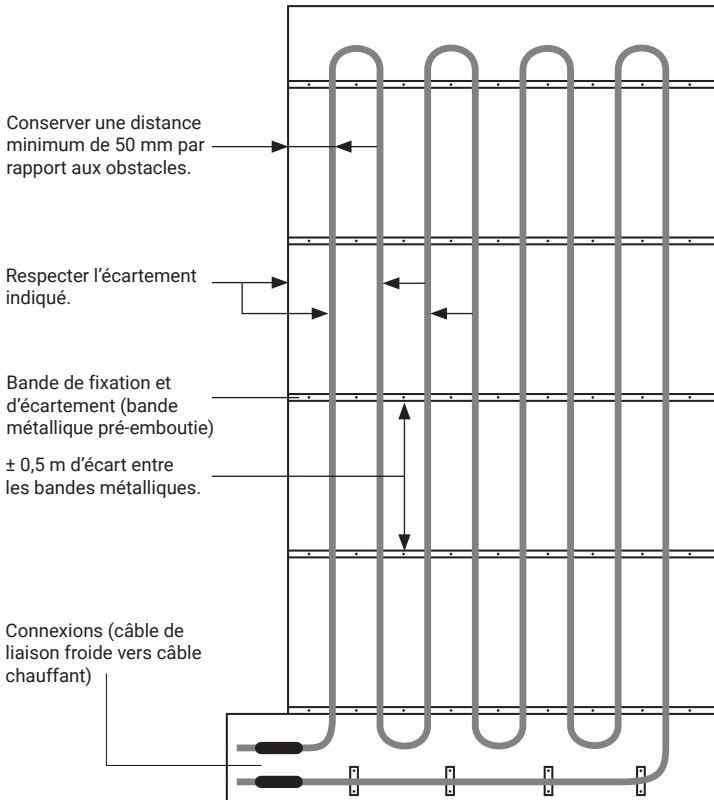 Conserver une distance
minimum de 50 mm par
rapport aux obstacles.
Respecter l’écartement
indiqué.
Bande de fixation et
d’écartement (bande
métallique pré-emboutie)
± 0,5 m d’écart entre
les bandes métalliques.
Connexions (câble de
liaison froide vers câble
chauffant)